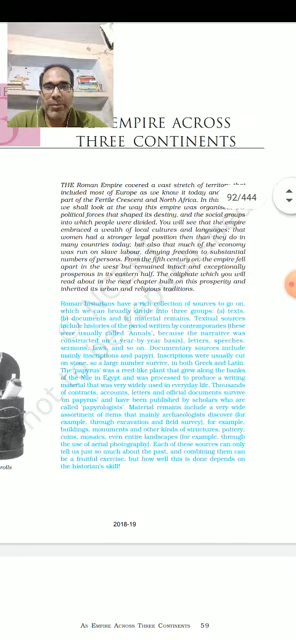 EMPIRE ACROSS
THREE CONTINENTS
THE Roman Empire covered a vast stretch of territory that
included most of Europe as we know it today and
part of the Fertile Crescent and North Africa. In this
we shall look at the way this empire was organised
political forces that shaped its destiny, and the social groups
into which people were divided. You will see that the empire
embraced a wealth of local cultures and languages; that
women had a stronger legal position then than they do in
many countries today; but also that much of the economy
was run on slave labour, denying freedom to substantial
numbers of persons. From the fifth century on, the empire fell
apart in the west but remained intact and exceptionally
prosperous in its eastern half. The caliphate which you will
read about in the next chapter built on this prosperity and
inherited its urban and religious traditions.
92/444
Roman historians have a rich collection of sources to go on,
which we can broadly divide into three groups: (a) texts,
(b) documents and (c) material remains. Textual sources
include histories of the period written by contemporaries (these
were usually called 'Annals', because the narrative was
constructed on a year-by-year basis), letters, speeches,
sermons, laws, and so on. Documentary sources include
mainly inscriptions and papyri. Inscriptions were usually cut
on stone, so a large number survive, in both Greek and Latin.
The 'papyrus' was a reed-like plant that grew along the banks
of the Nile in Egypt and was processed to produce a writing
material that was very widely used in everyday life. Thousands
of contracts, accounts, letters and official documents survive
'on papyrus' and have been published by scholars who are
called 'papyrologists'. Material remains include a very wide
assortment of items that mainly archaeologists discover (for
example, through excavation and field survey), for example,
buildings, monuments and other kinds of structures, pottery,
coins, mosaics, even entire landscapes (for example, through
the use of aerial photography). Each of these sources can only
tell us just so much about the past, and combining them can
be a fruitful exercise, but how well this is done depends on
the historian's skill!
rolls
2018-19
AN EMPIRE ACROSS THREE CONTINENTS 59